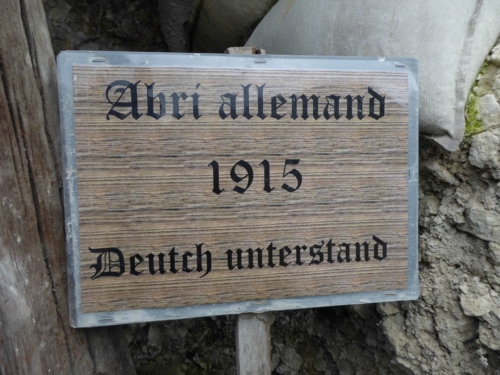 Abri allemand
1915
Deutch unterstand